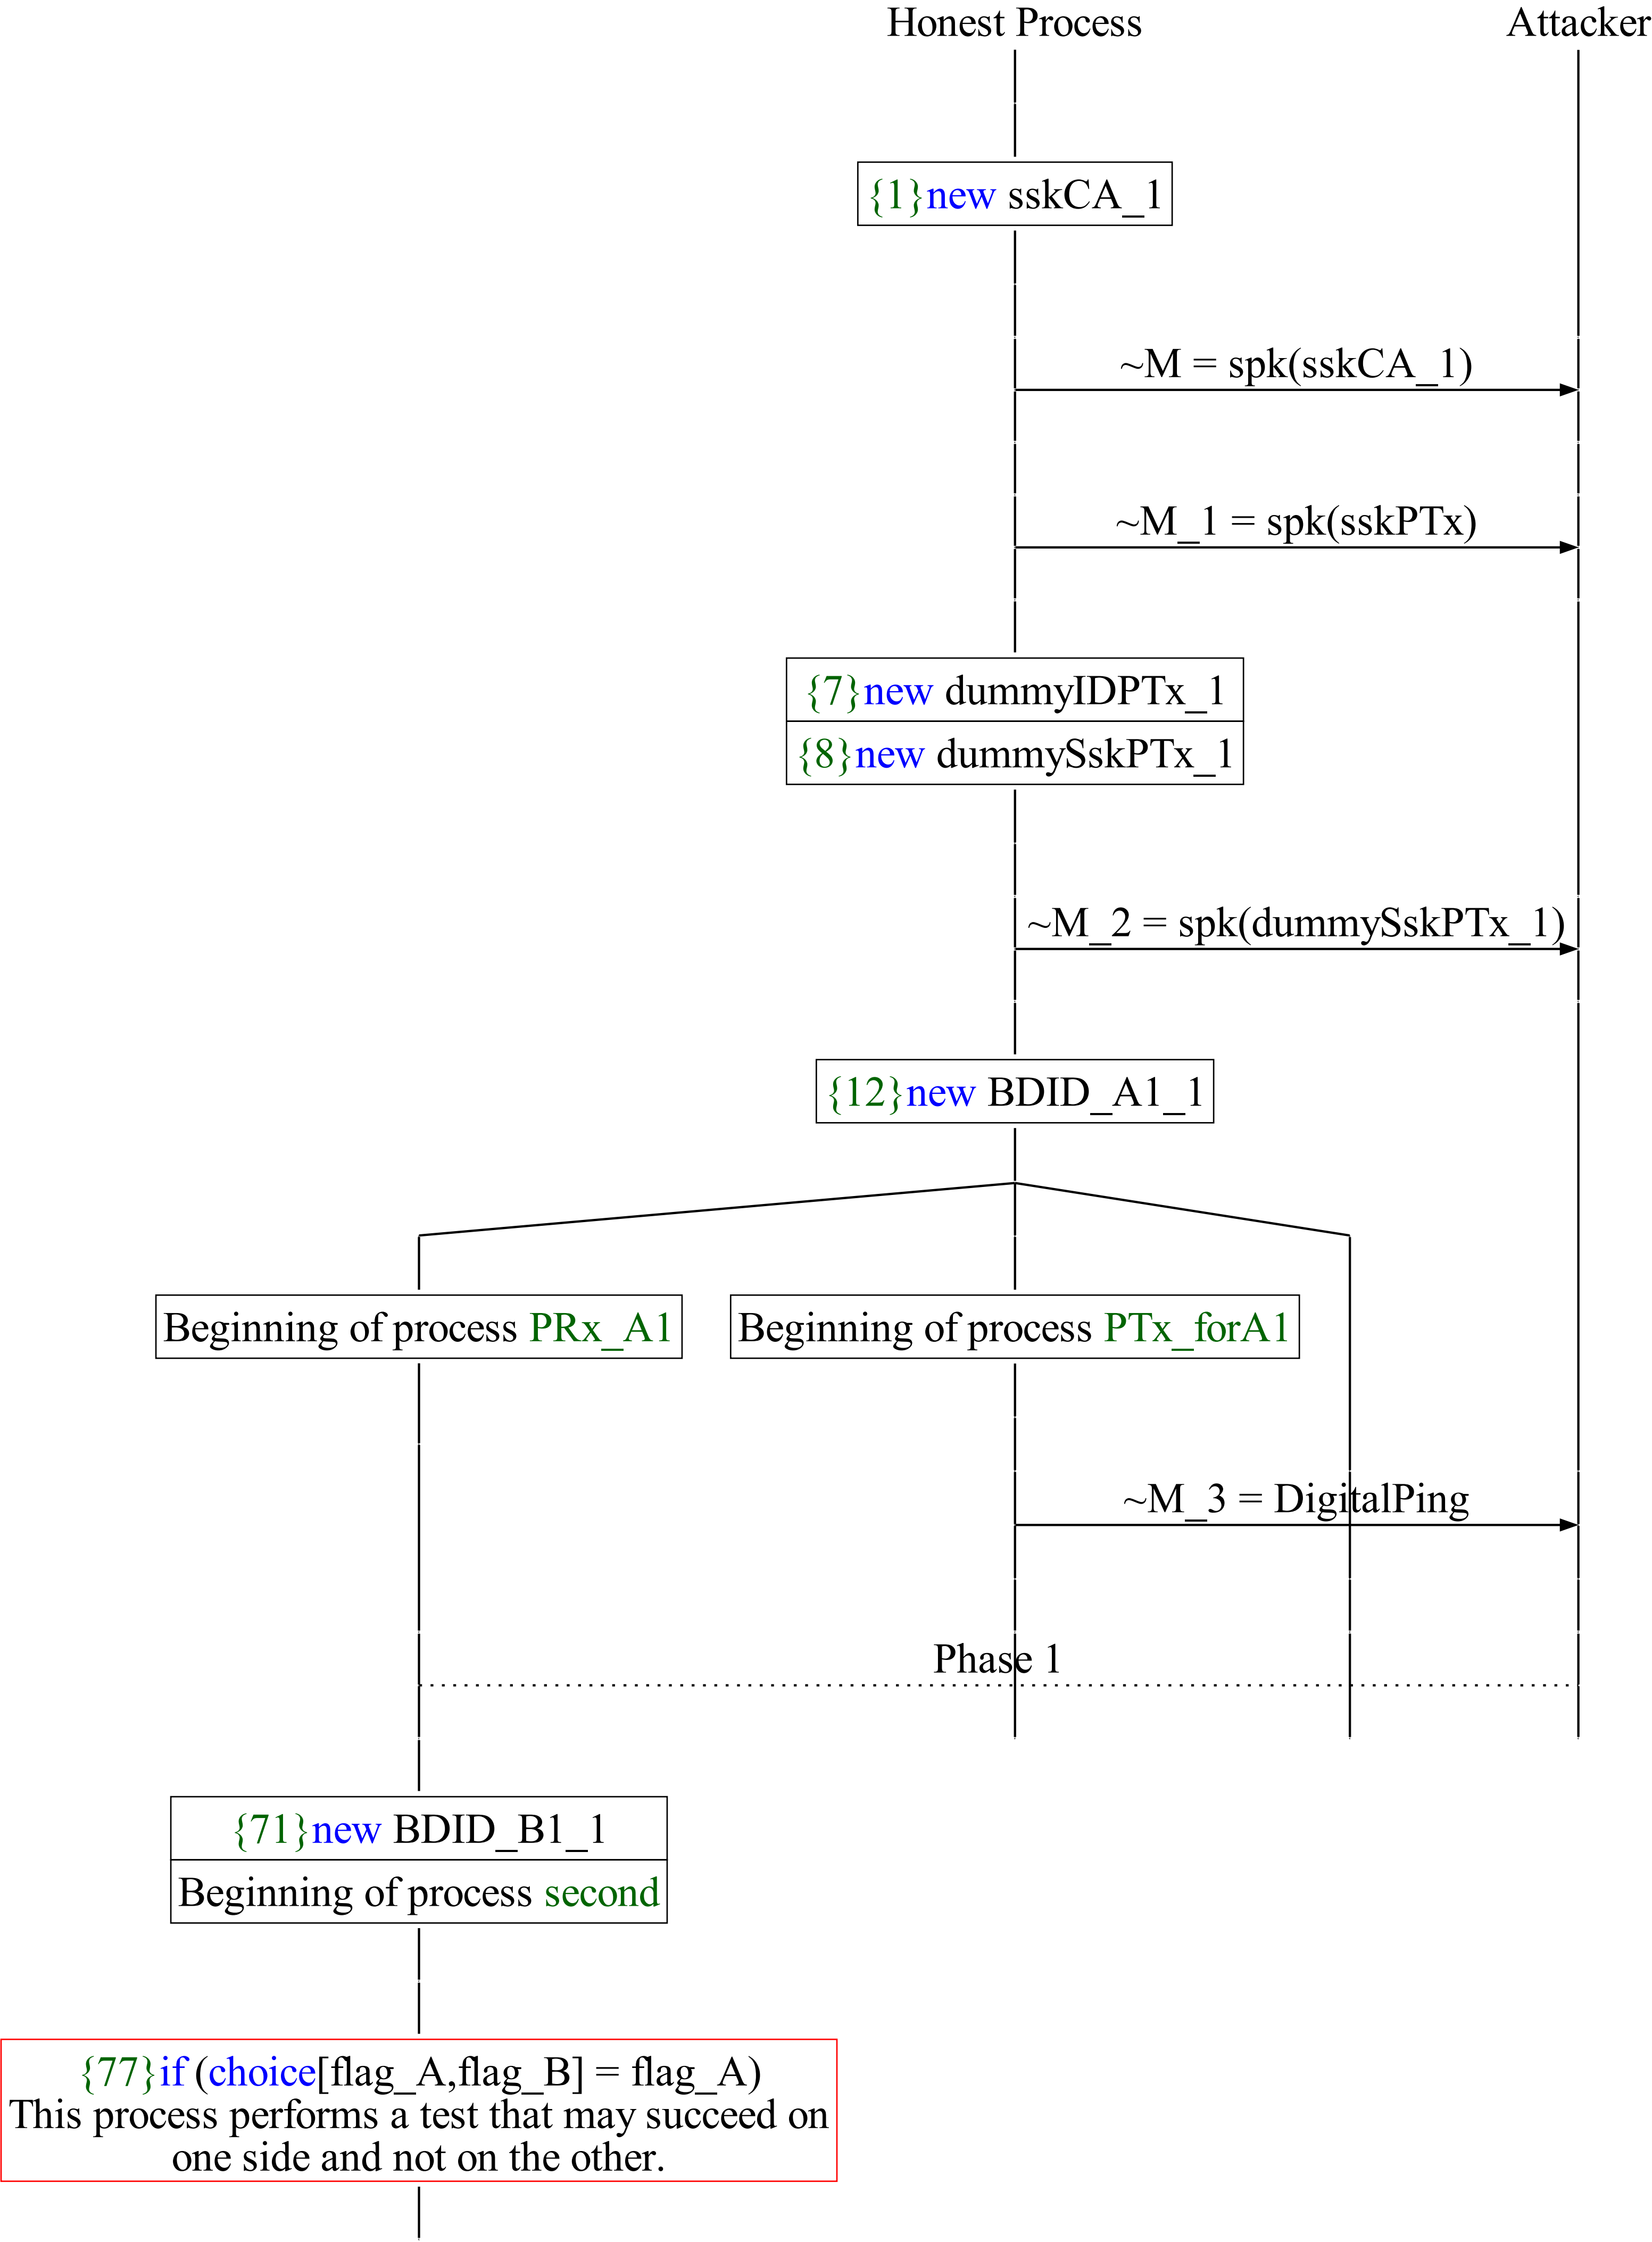 Honest Process
Attacker
{1}new sskCA_1
~M = spk(sskCA_1)
~M_1 = spk(sskPTx)
{7}new dummyIDPTx_1
{8}new dummySskPTx_1
~M_2 = spk(dummySskPTx_1)
{12}new BDID_A1_1
Beginning of process PRx_A1
Beginning of process PTx_forA1
~M_3 = DigitalPing
Phase 1
{71}new BDID_B1_1
Beginning of process second
{77}if (choice[flag_A,flag_B] = flag_A)
This process performs a test that may succeed on
one side and not on the other.